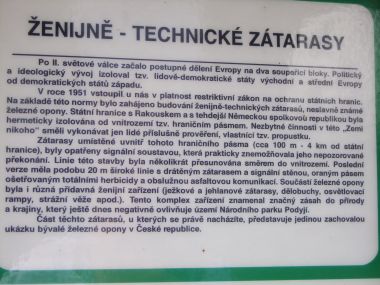 ŽENIJNĚ - TECHNICKÉ ZÁTARASY
Po II. světové válce začalo postupné dělení Evropy na dva soupeřící bloky. Politický
a ideologický vývoj izoloval tzv. lidově-demokratické státy východní a střední Evropy
od demokratických států západu.
V roce 1951 vstoupil u nás v platnost restriktivní zákon na ochranu státních hranic.
Na základě této normy bylo zahájeno budování ženijně-technických zátarasů, neslavně známé
železné opony. Státní hranice s Rakouskem a s tehdejší Německou spolkovou republikou byla
hermeticky izolována od vnitrozemí tzv. hraničním pásmem. Nezbytné činnosti v této „Zemi
nikoho" směli vykonávat jen lidé příslušně prověření, vlastnící tzv. propustku.
Zátarasy umístěné uvnitř tohoto hraničního pásma (cca 100 m - 4 km od státní
hranice), byly opatřeny signální soustavou, která prakticky znemožňovala jeho nepozorované
překonání. Linie této stavby byla několikrát přesunována směrem do vnitrozemí. Poslední
verze měla podobu 20 m široké linie s drátěným zátarasem a signální stěnou, oraným pásem
ošetřovaným totálními herbicidy a obslužnou asfaltovou komunikací. Součástí železné opony
byla i různá přídavná ženijní zařízení (ježkové a jehlanové zátarasy, dělobuchy, osvětlovací
rampy, strážní věže apod.). Tento komplex zařízení znamenal značný zásah do přírody
a krajiny, který ještě dnes negativně ovlivňuje území Národního parku Podyjí.
Část těchto zátarasů, u kterých se právě nacházíte, představuje jedinou zachovalou
ukázku bývalé železné opony v České republice.